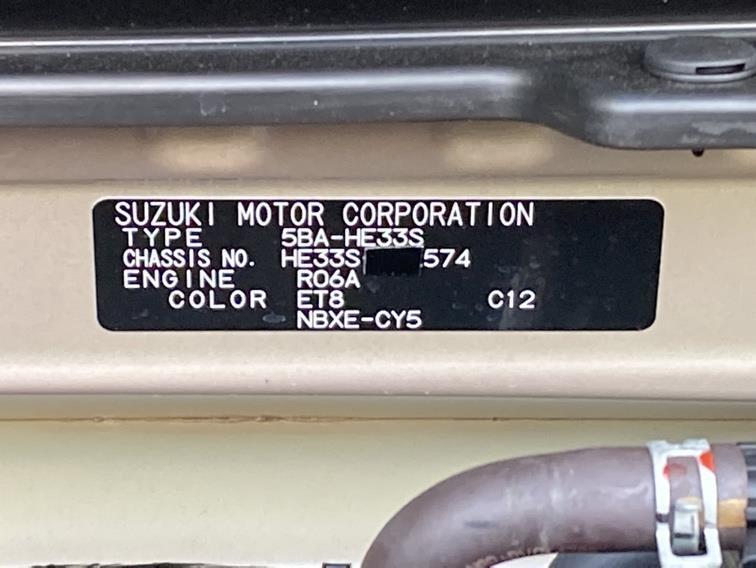 SUZUKI MOTOR CORPORATION
TYPE 5BA-HE33S
CHASSIS NO. HE33S 574
ENGINE R06A
COLOR ET8 C12
NBXE-CY5